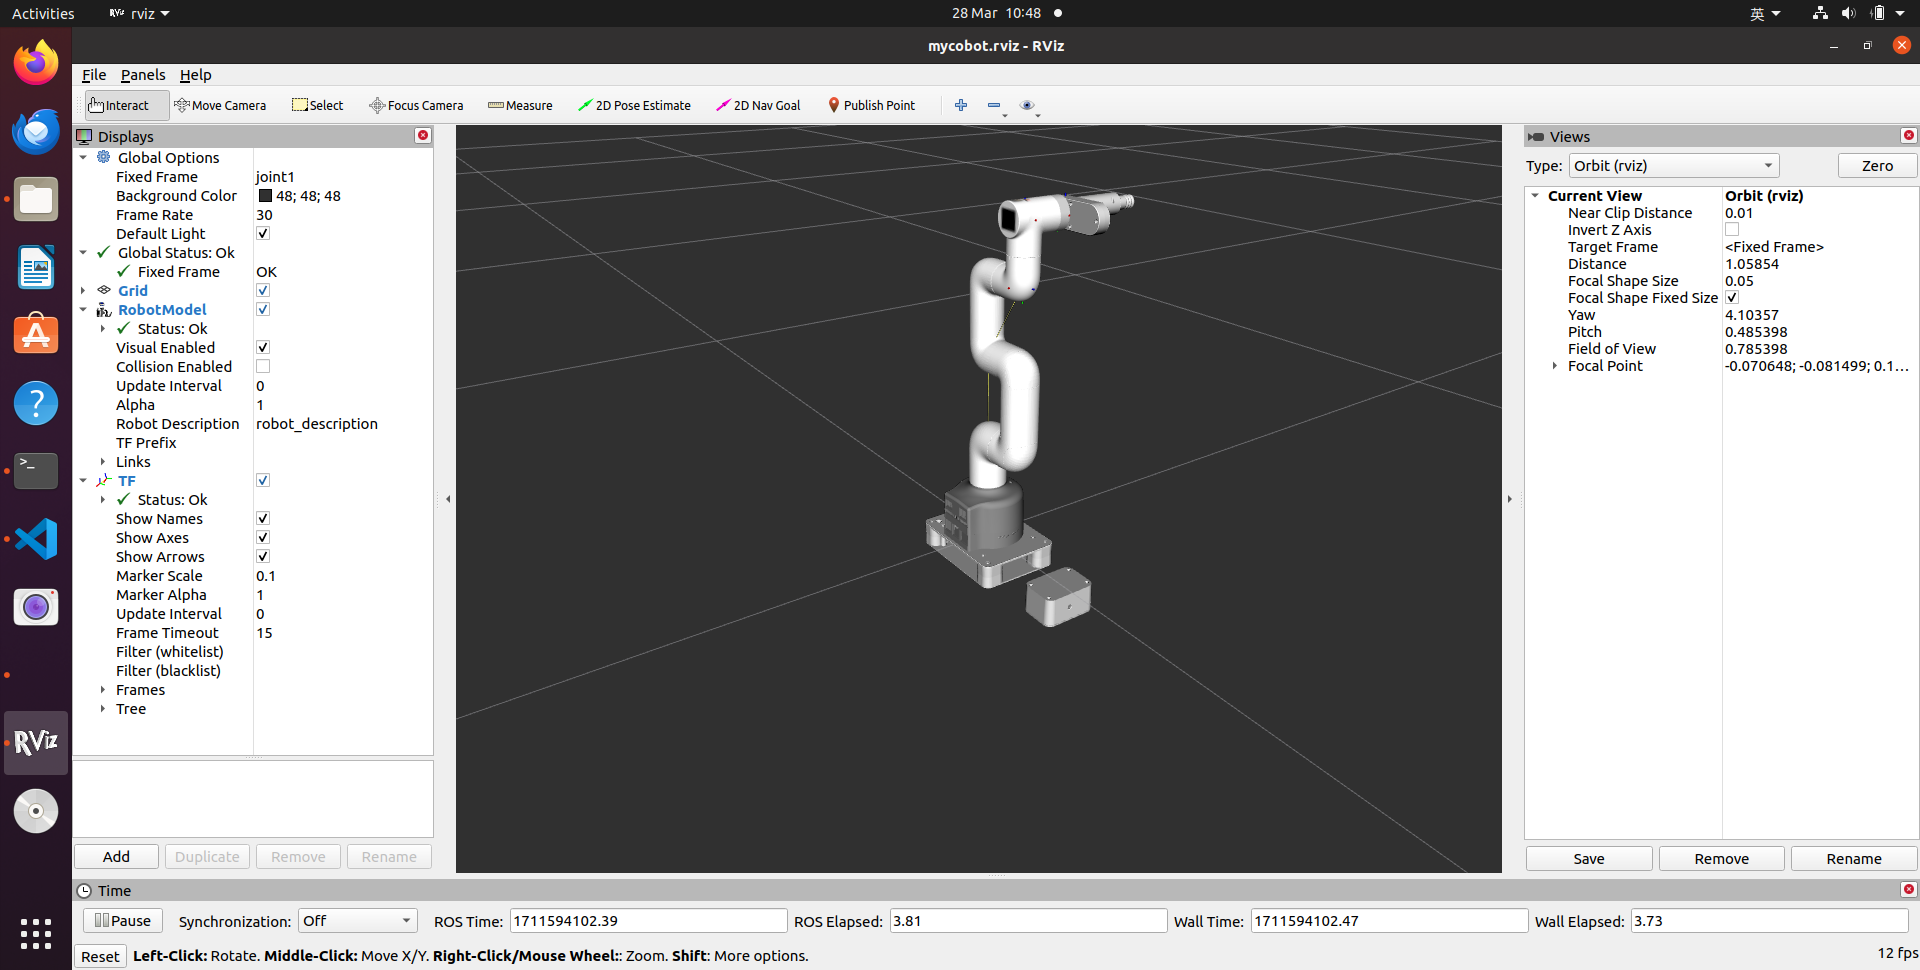 Activities rviz 28 Mar 10:48 英
mycobot.rviz - RViz
File Panels Help
Interact Move Camera Select Focus Camera Measure 2D Pose Estimate 2D Nav Goal Publish Point
Displays
Global Options
Fixed Frame joint1
Background Color 48; 48; 48
Frame Rate 30
Default Light
Global Status: Ok
Fixed Frame OK
Grid
RobotModel
Status: Ok
Visual Enabled
Collision Enabled
Update Interval 0
Alpha 1
Robot Description robot_description
TF Prefix
Links
TF
Status: Ok
Show Names
Show Axes
Show Arrows
Marker Scale 0.1
Marker Alpha 1
Update Interval 0
Frame Timeout 15
Filter (whitelist)
Filter (blacklist)
Frames
Tree
Add Duplicate Remove Rename
RViz
Views
Type: Orbit (rviz) Zero
Current View Orbit (rviz)
Near Clip Distance 0.01
Invert Z Axis
Target Frame <Fixed Frame>
Distance 1.05854
Focal Shape Size 0.05
Focal Shape Fixed Size
Yaw 4.10357
Pitch 0.485398
Field of View 0.785398
Focal Point -0.070648; -0.081499; 0.1...
Save Remove Rename
Time
Pause Synchronization: Off ROS Time: 1711594102.39 ROS Elapsed: 3.81 Wall Time: 1711594102.47 Wall Elapsed: 3.73
Reset Left-Click: Rotate. Middle-Click: Move X/Y. Right-Click/Mouse Wheel:: Zoom. Shift: More options. 12 fps